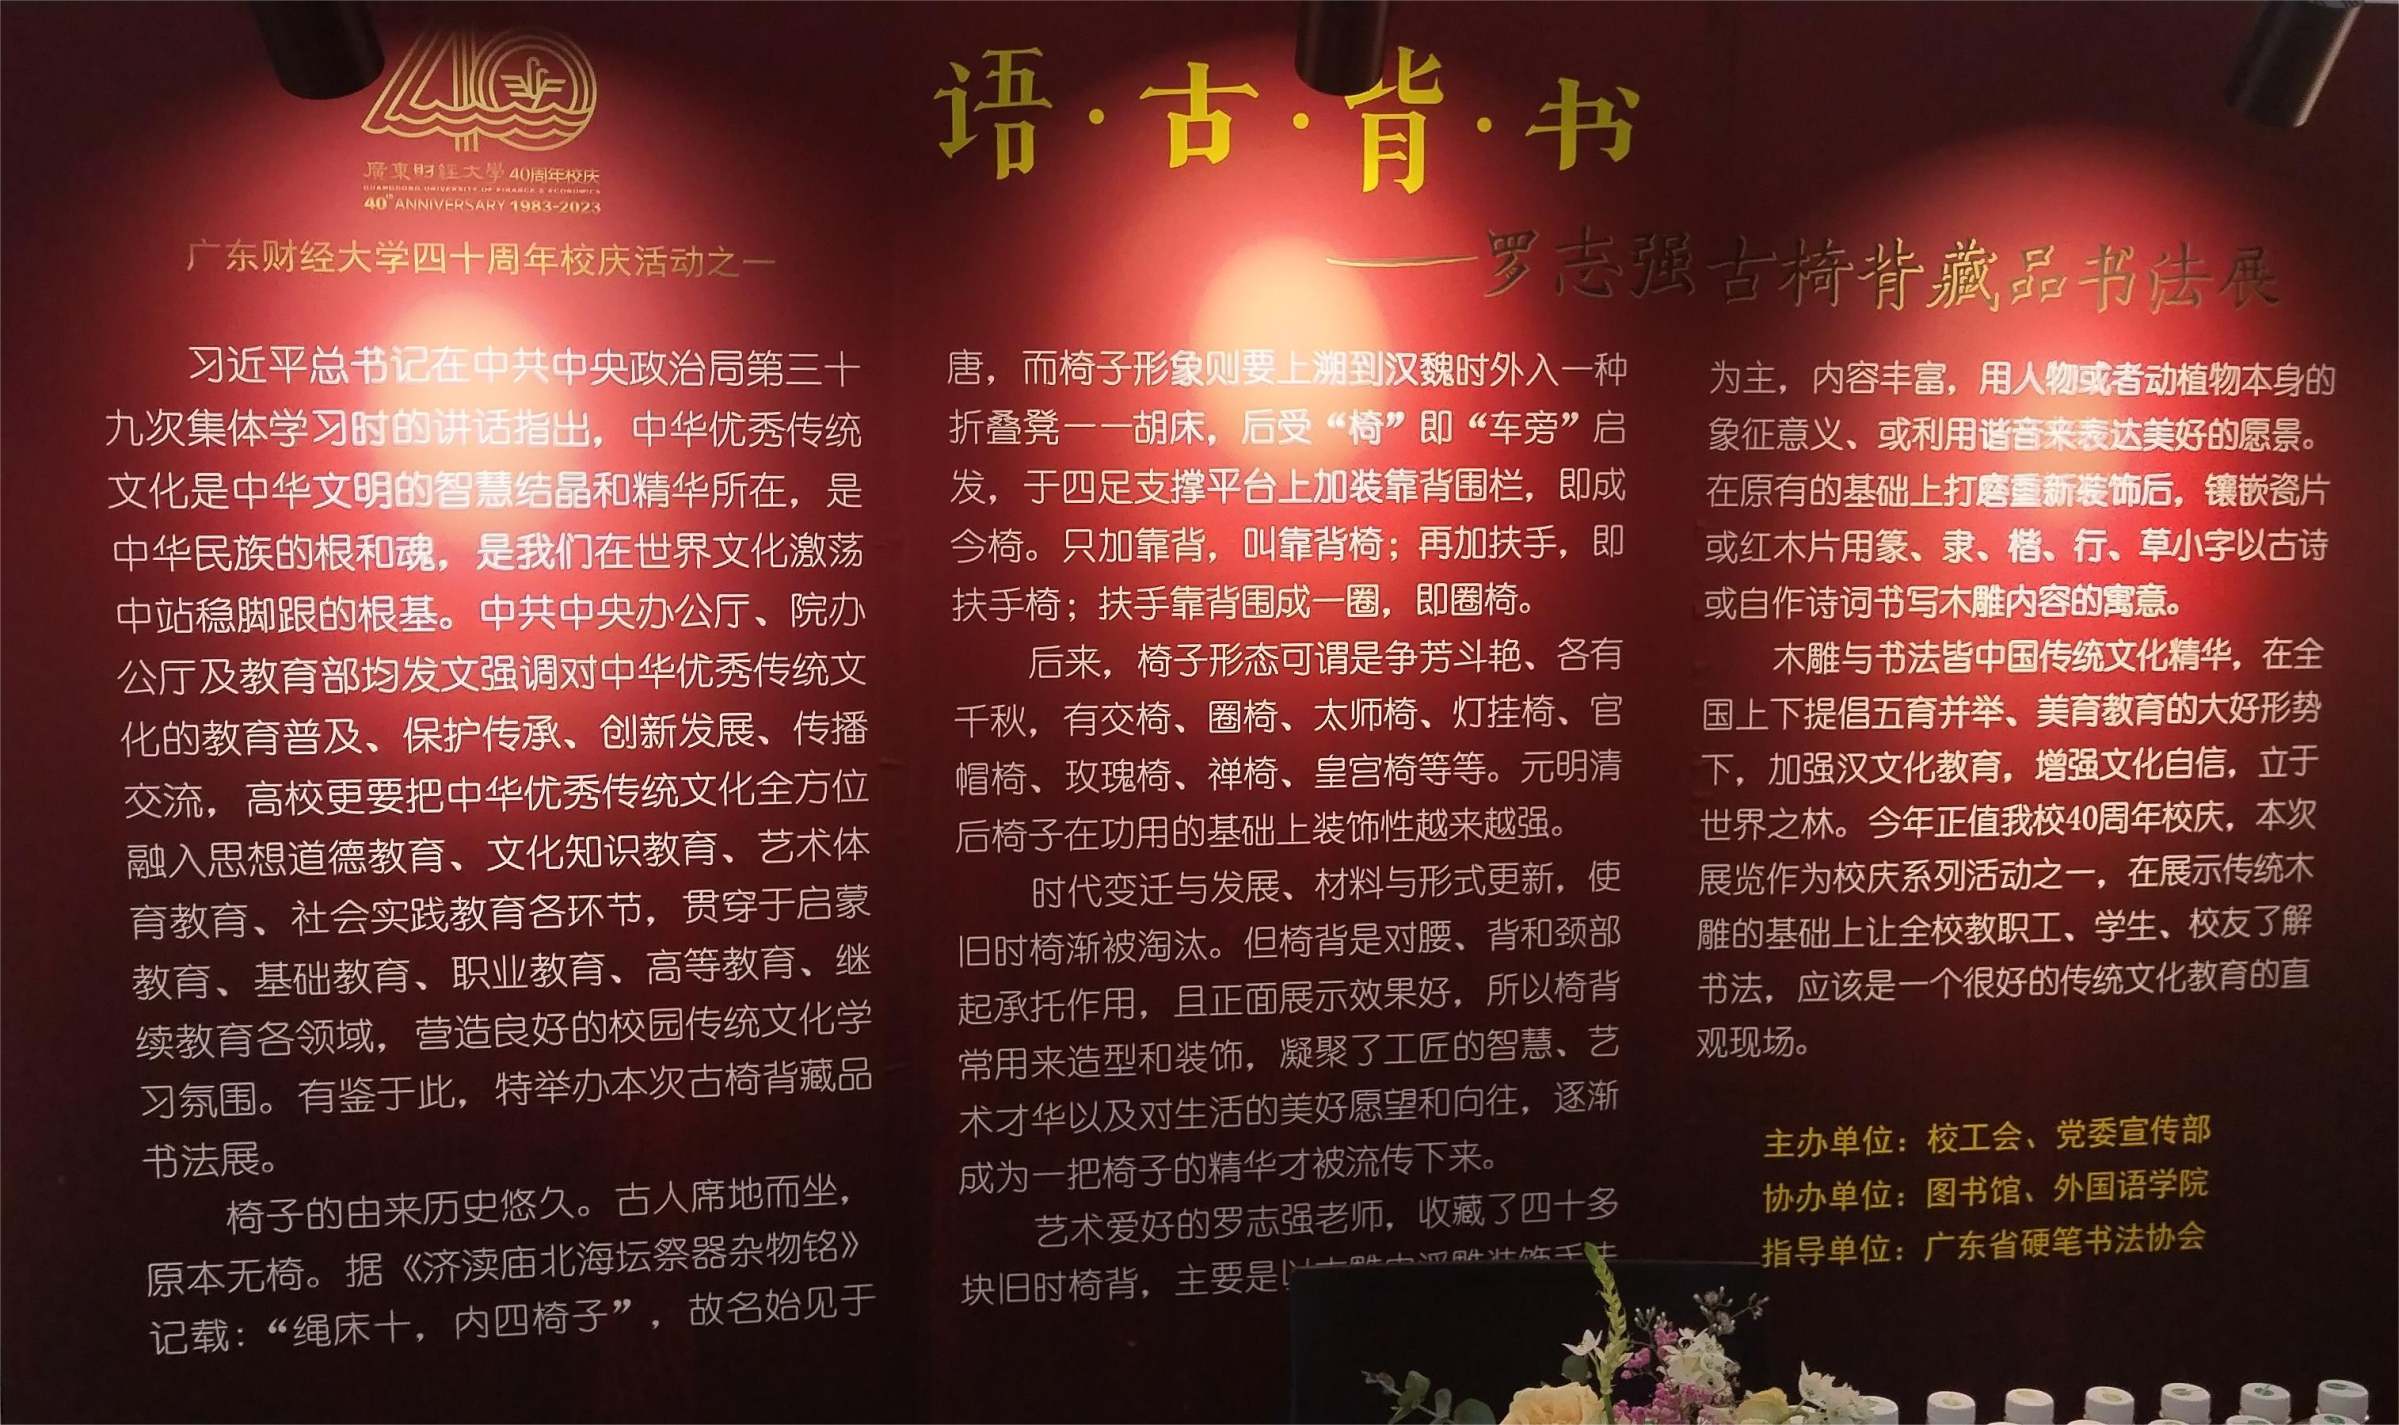 廣東財經大學 40周年校庆
GUANGDONG UNIVERSITY OF FINANCE & ECONOMICS
40th ANNIVERSARY 1983-2023
广东财经大学四十周年校庆活动之一
语·古·背·书
——罗志强古椅背藏品书法展
习近平总书记在中共中央政治局第三十
九次集体学习时的讲话指出，中华优秀传统
文化是中华文明的智慧结晶和精华所在，是
中华民族的根和魂，是我们在世界文化激荡
中站稳脚跟的根基。中共中央办公厅、院办
公厅及教育部均发文强调对中华优秀传统文
化的教育普及、保护传承、创新发展、传播
交流，高校更要把中华优秀传统文化全方位
融入思想道德教育、文化知识教育、艺术体
育教育、社会实践教育各环节，贯穿于启蒙
教育、基础教育、职业教育、高等教育、继
续教育各领域，营造良好的校园传统文化学
习氛围。有鉴于此，特举办本次古椅背藏品
书法展。
椅子的由来历史悠久。古人席地而坐，
原本无椅。据《济渎庙北海坛祭器杂物铭》
记载：“绳床十，内四椅子”，故名始见于
唐，而椅子形象则要上溯到汉魏时外入一种
折叠凳一一胡床，后受“椅”即“车旁”启
发，于四足支撑平台上加装靠背围栏，即成
今椅。只加靠背，叫靠背椅；再加扶手，即
扶手椅；扶手靠背围成一圈，即圈椅。
后来，椅子形态可谓是争芳斗艳、各有
千秋，有交椅、圈椅、太师椅、灯挂椅、官
帽椅、玫瑰椅、禅椅、皇宫椅等等。元明清
后椅子在功用的基础上装饰性越来越强。
时代变迁与发展、材料与形式更新，使
旧时椅渐被淘汰。但椅背是对腰、背和颈部
起承托作用，且正面展示效果好，所以椅背
常用来造型和装饰，凝聚了工匠的智慧、艺
术才华以及对生活的美好愿望和向往，逐渐
成为一把椅子的精华才被流传下来。
艺术爱好的罗志强老师，收藏了四十多
块旧时椅背，主要是以木雕中浮雕装饰手法
为主，内容丰富，用人物或者动植物本身的
象征意义、或利用谐音来表达美好的愿景。
在原有的基础上打磨重新装饰后，镶嵌瓷片
或红木片用篆、隶、楷、行、草小字以古诗
或自作诗词书写木雕内容的寓意。
木雕与书法皆中国传统文化精华，在全
国上下提倡五育并举、美育教育的大好形势
下，加强汉文化教育，增强文化自信，立于
世界之林。今年正值我校40周年校庆，本次
展览作为校庆系列活动之一，在展示传统木
雕的基础上让全校教职工、学生、校友了解
书法，应该是一个很好的传统文化教育的直
观现场。
主办单位：校工会、党委宣传部
协办单位：图书馆、外国语学院
指导单位：广东省硬笔书法协会